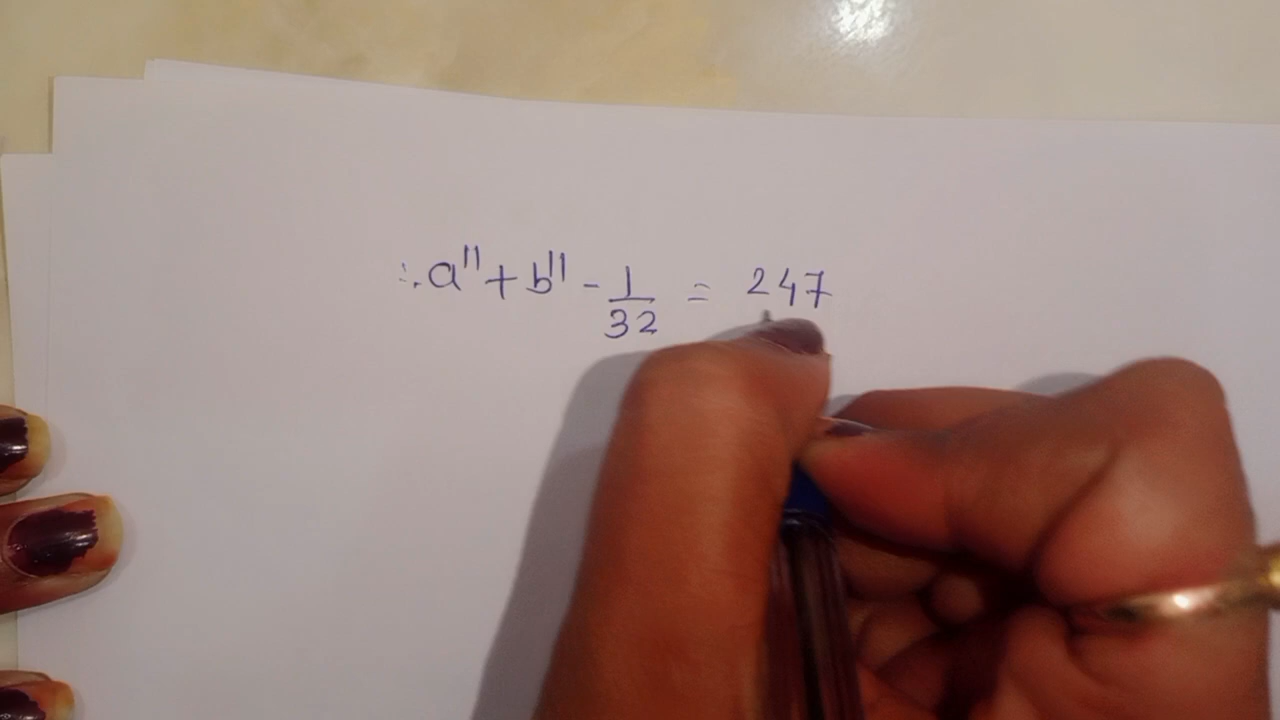 ∴ a¹¹ + b¹¹ - 1/32 = 247